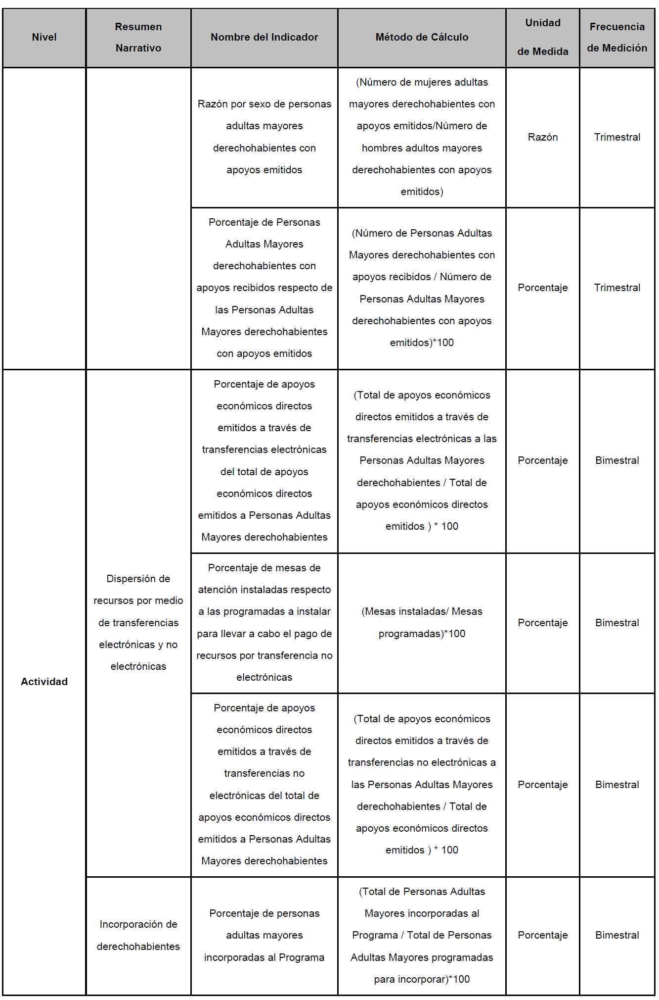 Nivel
Resumen
Narrativo
Nombre del Indicador
Método de Cálculo
Unidad
de Medida
Frecuencia
de Medición
Razón por sexo de personas
adultas mayores
derechohabientes con
apoyos emitidos
(Número de mujeres adultas
mayores derechohabientes con
apoyos emitidos/Número de
hombres adultos mayores
derechohabientes con apoyos
emitidos)
Razón
Trimestral
Porcentaje de Personas
Adultas Mayores
derechohabientes con
apoyos recibidos respecto de
las Personas Adultas
Mayores derechohabientes
con apoyos emitidos
(Número de Personas Adultas
Mayores derechohabientes con
apoyos recibidos / Número de
Personas Adultas Mayores
derechohabientes con apoyos
emitidos)*100
Porcentaje
Trimestral
Actividad
Dispersión de
recursos por medio
de transferencias
electrónicas y no
electrónicas
Porcentaje de apoyos
económicos directos
emitidos a través de
transferencias electrónicas
del total de apoyos
económicos directos
emitidos a Personas Adultas
Mayores derechohabientes
(Total de apoyos económicos
directos emitidos a través de
transferencias electrónicas a las
Personas Adultas Mayores
derechohabientes / Total de
apoyos económicos directos
emitidos ) * 100
Porcentaje
Bimestral
Porcentaje de mesas de
atención instaladas respecto
a las programadas a instalar
para llevar a cabo el pago de
recursos por transferencia no
electrónicas
(Mesas instaladas/ Mesas
programadas)*100
Porcentaje
Bimestral
Porcentaje de apoyos
económicos directos
emitidos a través de
transferencias no
electrónicas del total de
apoyos económicos directos
emitidos a Personas Adultas
Mayores derechohabientes
(Total de apoyos económicos
directos emitidos a través de
transferencias no electrónicas a
las Personas Adultas Mayores
derechohabientes / Total de
apoyos económicos directos
emitidos ) * 100
Porcentaje
Bimestral
Incorporación de
derechohabientes
Porcentaje de personas
adultas mayores
incorporadas al Programa
(Total de Personas Adultas
Mayores incorporadas al
Programa / Total de Personas
Adultas Mayores programadas
para incorporar)*100
Porcentaje
Bimestral